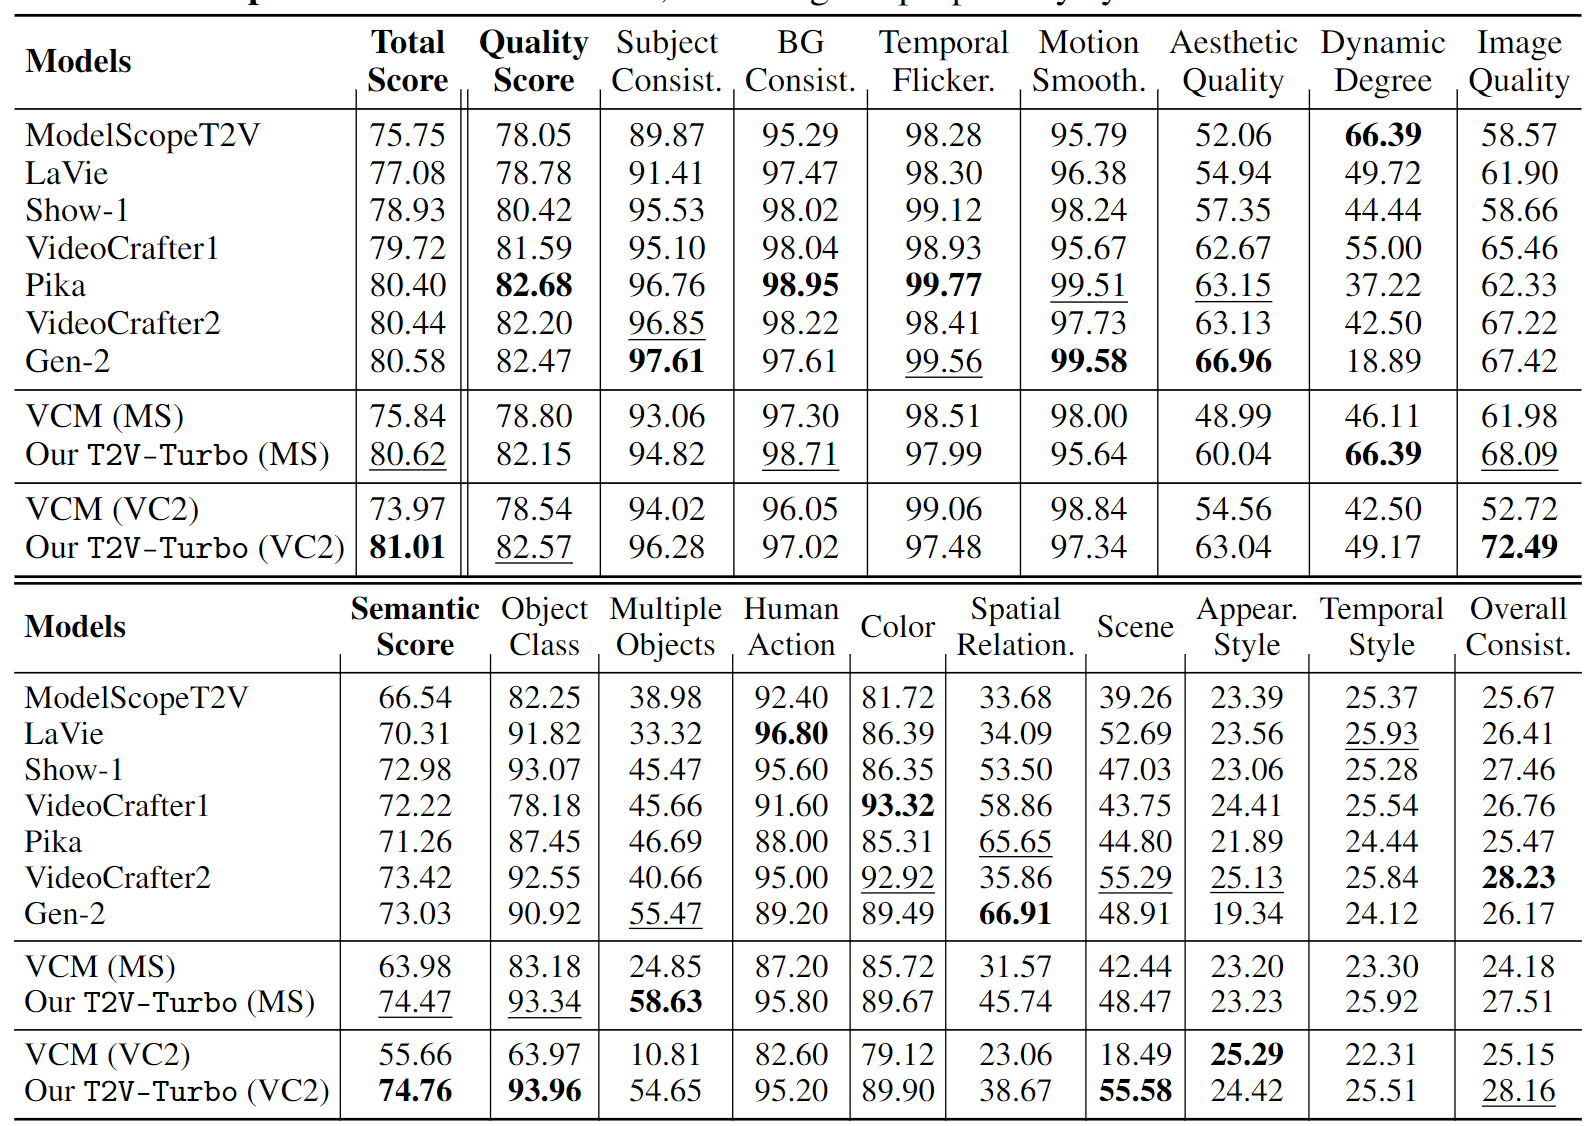 Models Total Score Quality Score Subject Consist. BG Consist. Temporal Flicker. Motion Smooth. Aesthetic Quality Dynamic Degree Image Quality
ModelScopeT2V 75.75 78.05 89.87 95.29 98.28 95.79 52.06 66.39 58.57
LaVie 77.08 78.78 91.41 97.47 98.30 96.38 54.94 49.72 61.90
Show-1 78.93 80.42 95.53 98.02 99.12 98.24 57.35 44.44 58.66
VideoCrafter1 79.72 81.59 95.10 98.04 98.93 95.67 62.67 55.00 65.46
Pika 80.40 82.68 96.76 98.95 99.77 99.51 63.15 37.22 62.33
VideoCrafter2 80.44 82.20 96.85 98.22 98.41 97.73 63.13 42.50 67.22
Gen-2 80.58 82.47 97.61 97.61 99.56 99.58 66.96 18.89 67.42
VCM (MS) 75.84 78.80 93.06 97.30 98.51 98.00 48.99 46.11 61.98
Our T2V-Turbo (MS) 80.62 82.15 94.82 98.71 97.99 95.64 60.04 66.39 68.09
VCM (VC2) 73.97 78.54 94.02 96.05 99.06 98.84 54.56 42.50 52.72
Our T2V-Turbo (VC2) 81.01 82.57 96.28 97.02 97.48 97.34 63.04 49.17 72.49
Models Semantic Score Object Class Multiple Objects Human Action Color Spatial Relation. Scene Appear. Style Temporal Style Overall Consist.
ModelScopeT2V 66.54 82.25 38.98 92.40 81.72 33.68 39.26 23.39 25.37 25.67
LaVie 70.31 91.82 33.32 96.80 86.39 34.09 52.69 23.56 25.93 26.41
Show-1 72.98 93.07 45.47 95.60 86.35 53.50 47.03 23.06 25.28 27.46
VideoCrafter1 72.22 78.18 45.66 91.60 93.32 58.86 43.75 24.41 25.54 26.76
Pika 71.26 87.45 46.69 88.00 85.31 65.65 44.80 21.89 24.44 25.47
VideoCrafter2 73.42 92.55 40.66 95.00 92.92 35.86 55.29 25.13 25.84 28.23
Gen-2 73.03 90.92 55.47 89.20 89.49 66.91 48.91 19.34 24.12 26.17
VCM (MS) 63.98 83.18 24.85 87.20 85.72 31.57 42.44 23.20 23.30 24.18
Our T2V-Turbo (MS) 74.47 93.34 58.63 95.80 89.67 45.74 48.47 23.23 25.92 27.51
VCM (VC2) 55.66 63.97 10.81 82.60 79.12 23.06 18.49 25.29 22.31 25.15
Our T2V-Turbo (VC2) 74.76 93.96 54.65 95.20 89.90 38.67 55.58 24.42 25.51 28.16